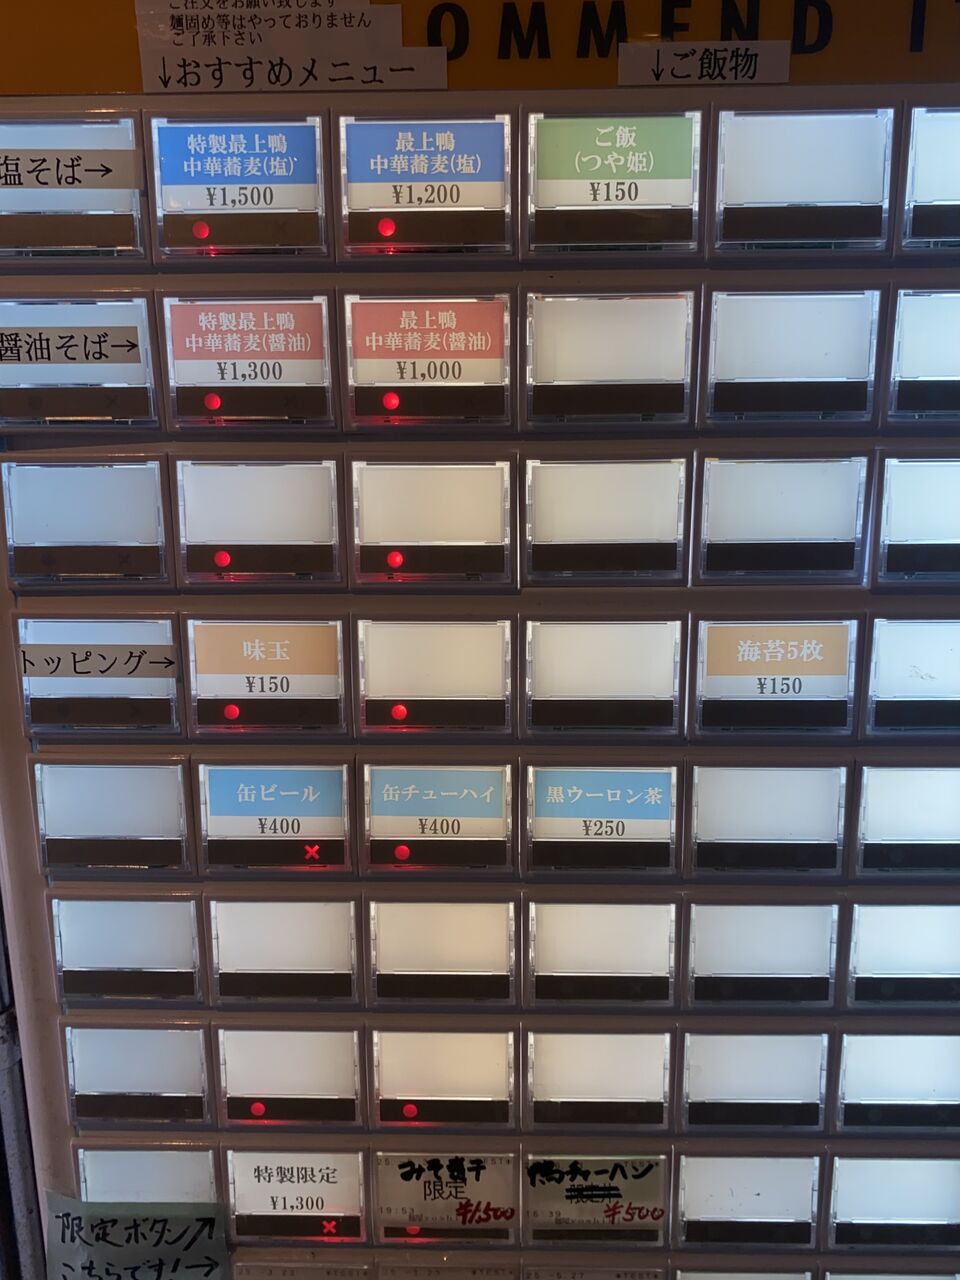 ご注文をお願い致します
麺固め等はやっておりません
ご了承下さい
OMMEND I
↓おすすめメニュー
↓ご飯物
塩そば→
特製最上鴨
中華蕎麦(塩)
¥1,500
最上鴨
中華蕎麦(塩)
¥1,200
ご飯
(つや姫)
¥150
醤油そば→
特製最上鴨
中華蕎麦(醤油)
¥1,300
最上鴨
中華蕎麦(醤油)
¥1,000
トッピング→
味玉
¥150
海苔5枚
¥150
缶ビール
¥400
缶チューハイ
¥400
黒ウーロン茶
¥250
特製限定
¥1,300
限定
19:53
¥1,500
チャーハン
¥500
限定ボタン↗
こちらです!→